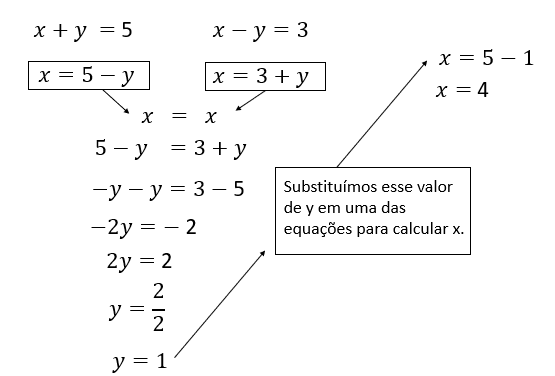 x + y = 5
x − y = 3
x = 5 − y
x = 3 + y
x = x
5 − y = 3 + y
−y − y = 3 − 5
−2y = − 2
2y = 2
y = 2/2
y = 1
Substituímos esse valor
de y em uma das
equações para calcular x.
x = 5 − 1
x = 4